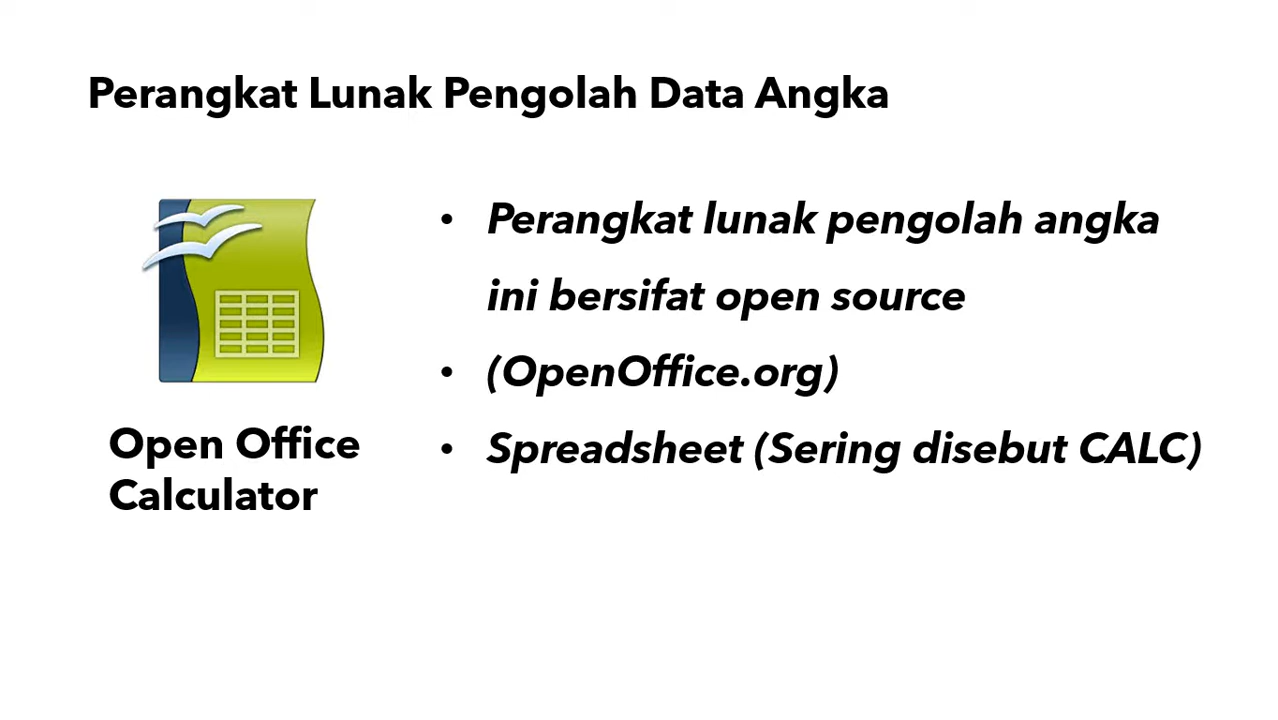 Perangkat Lunak Pengolah Data Angka
• Perangkat lunak pengolah angka
ini bersifat open source
• (OpenOffice.org)
• Spreadsheet (Sering disebut CALC)
Open Office
Calculator